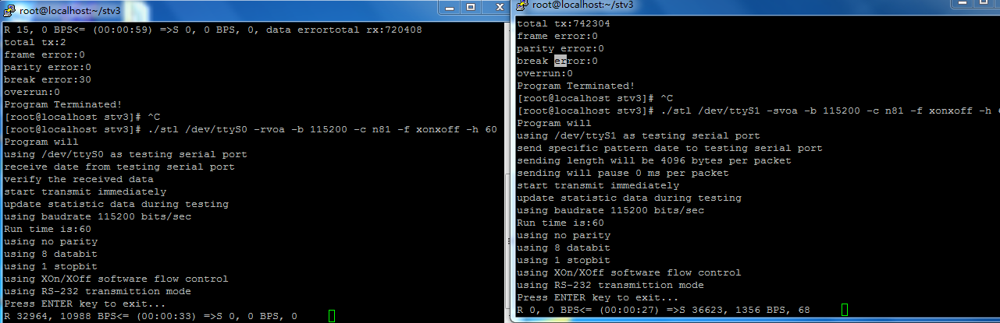 root@localhost:~/stv3
R 15, 0 BPS<= (00:00:59) =>S 0, 0 BPS, 0, data errortotal rx:720408
total tx:2
frame error:0
parity error:0
break error:30
overrun:0
Program Terminated!
[root@localhost stv3]# ^C
[root@localhost stv3]# ./stl /dev/ttyS0 -rvoa -b 115200 -c n81 -f xonxoff -h 60
Program will
using /dev/ttyS0 as testing serial port
receive date from testing serial port
verify the received data
start transmit immediately
update statistic data during testing
using baudrate 115200 bits/sec
Run time is:60
using no parity
using 8 databit
using 1 stopbit
using XOn/XOff software flow control
using RS-232 transmittion mode
Press ENTER key to exit...
R 32964, 10988 BPS<= (00:00:33) =>S 0, 0 BPS, 0
root@localhost:~/stv3
total tx:742304
frame error:0
parity error:0
break error:0
overrun:0
Program Terminated!
[root@localhost stv3]# ^C
[root@localhost stv3]# ./stl /dev/ttyS1 -svoa -b 115200 -c n81 -f xonxoff -h
Program will
using /dev/ttyS1 as testing serial port
send specific pattern date to testing serial port
sending length will be 4096 bytes per packet
sending will pause 0 ms per packet
start transmit immediately
update statistic data during testing
using baudrate 115200 bits/sec
Run time is:60
using no parity
using 8 databit
using 1 stopbit
using XOn/XOff software flow control
using RS-232 transmittion mode
Press ENTER key to exit...
R 0, 0 BPS<= (00:00:27) =>S 36623, 1356 BPS, 68